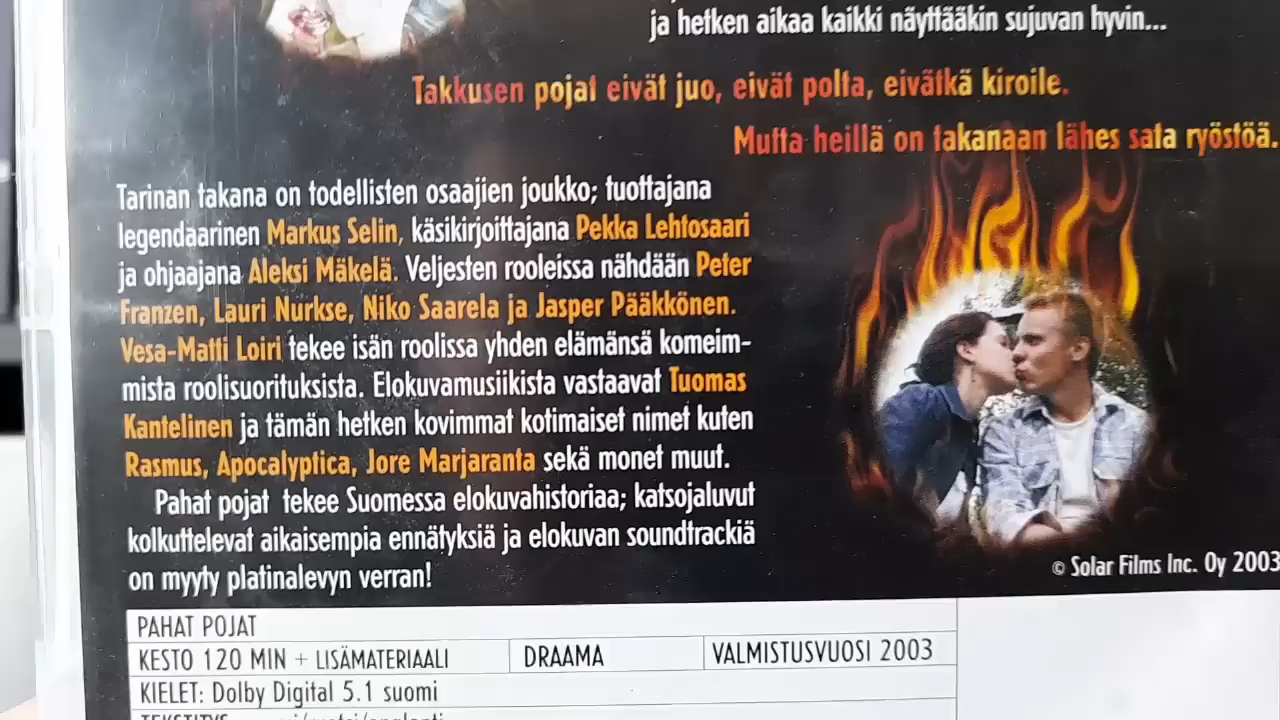 ja hetken aikaa kaikki näyttääkin sujuvan hyvin...
Takkusen pojat eivät juo, eivät polta, eivätkä kiroile.
Mutta heillä on takanaan lähes sata ryöstöä.
Tarinan takana on todellisten osaajien joukko; tuottajana
legendaarinen Markus Selin, käsikirjoittajana Pekka Lehtosaari
ja ohjaajana Aleksi Mäkelä. Veljesten rooleissa nähdään Peter
Franzen, Lauri Nurkse, Niko Saarela ja Jasper Pääkkönen.
Vesa-Matti Loiri tekee isän roolissa yhden elämänsä komeim-
mista roolisuorituksista. Elokuvamusiikista vastaavat Tuomas
Kantelinen ja tämän hetken kovimmat kotimaiset nimet kuten
Rasmus, Apocalyptica, Jore Marjaranta sekä monet muut.
Pahat pojat tekee Suomessa elokuvahistoriaa; katsojaluvut
kolkuttelevat aikaisempia ennätyksiä ja elokuvan soundtrackiä
on myyty platinalevyn verran!
© Solar Films Inc. Oy 2003
PAHAT POJAT
KESTO 120 MIN + LISÄMATERIAALI DRAAMA VALMISTUSVUOSI 2003
KIELET: Dolby Digital 5.1 suomi